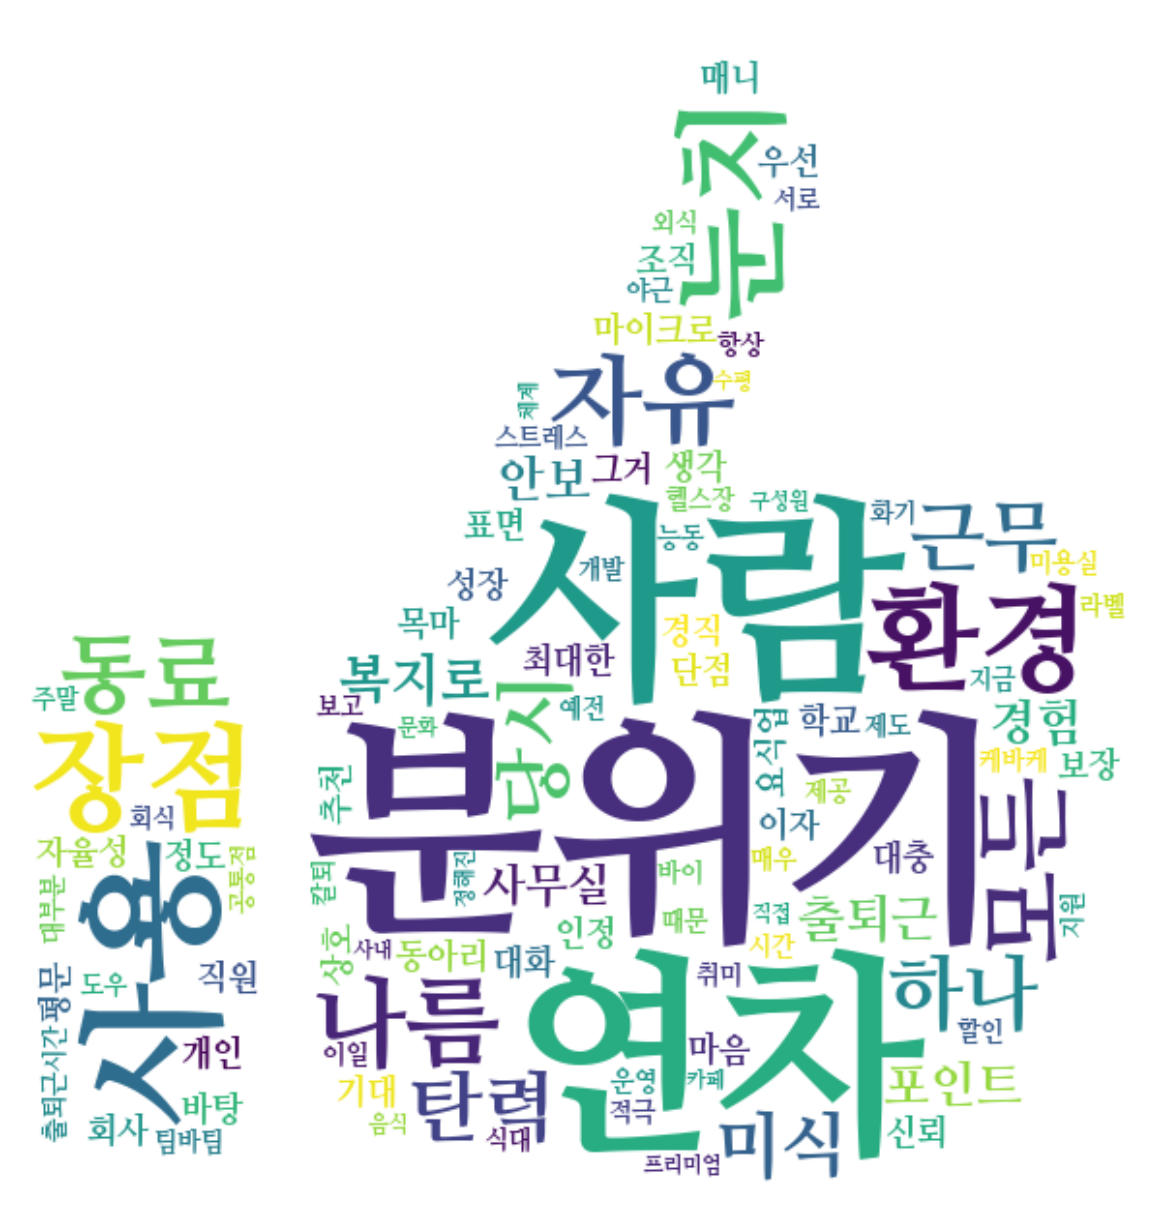 매니
눈치
우선
서로
외식
조직
야근
마이크로
항상
자유
수평
체계
스트레스
안보
그거
생각
헬스장
구성원
표면
능동
화기
근무
사람
개발
성장
미용실
환경
라벨
목마
경직
최대한
단점
복지로
동료
주말
보고
당시
예전
지금
문화
학교
제도
경험
요식업
장점
분위기
케바케
보장
추천
제공
모든
회식
이자
자율성
정도
공통점
대충
매우
바이
정해진
사무실
칼퇴
대부분
사용
때문
직접
출퇴근
지원
인정
시간
상호
사내
동아리
대화
취미
하나
직원
도우
평문
나름
연차
할인
출퇴근시간
개인
이일
마음
기대
탄력
운영
카페
포인트
바탕
회사
팀바팀
음식
식대
적극
미식
신뢰
프리미엄